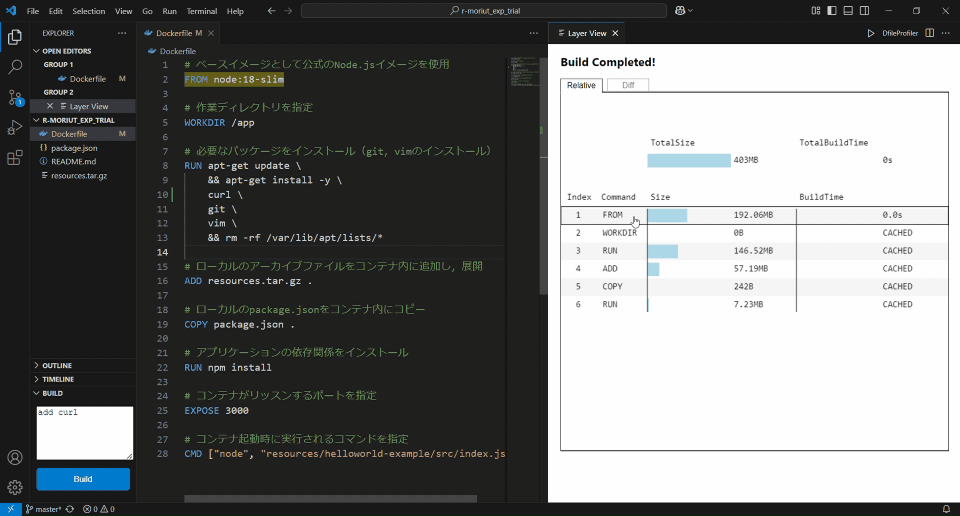 File Edit Selection View Go Run Terminal Help
r-moriut_exp_trial
EXPLORER
OPEN EDITORS
GROUP 1
Dockerfile M
GROUP 2
Layer View
R-MORIUT_EXP_TRIAL
Dockerfile M
package.json
README.md
resources.tar.gz
OUTLINE
TIMELINE
BUILD
add curl
Build
Dockerfile M
Dockerfile
1 # ベースイメージとして公式のNode.jsイメージを使用
2 FROM node:18-slim
3
4 # 作業ディレクトリを指定
5 WORKDIR /app
6
7 # 必要なパッケージをインストール（git, vimのインストール）
8 RUN apt-get update \
9 && apt-get install -y \
10 curl \
11 git \
12 vim \
13 && rm -rf /var/lib/apt/lists/*
14
15 # ローカルのアーカイブファイルをコンテナ内に追加し，展開
16 ADD resources.tar.gz .
17
18 # ローカルのpackage.jsonをコンテナ内にコピー
19 COPY package.json .
20
21 # アプリケーションの依存関係をインストール
22 RUN npm install
23
24 # コンテナがリッスンするポートを指定
25 EXPOSE 3000
26
27 # コンテナ起動時に実行されるコマンドを指定
28 CMD ["node", "resources/helloworld-example/src/index.js
Layer View
DfileProfiler
Build Completed!
Relative Diff
TotalSize TotalBuildTime
403MB 0s
Index Command Size BuildTime
1 FROM 192.06MB 0.0s
2 WORKDIR 0B CACHED
3 RUN 146.52MB CACHED
4 ADD 57.19MB CACHED
5 COPY 242B CACHED
6 RUN 7.23MB CACHED
1
master* 0 0